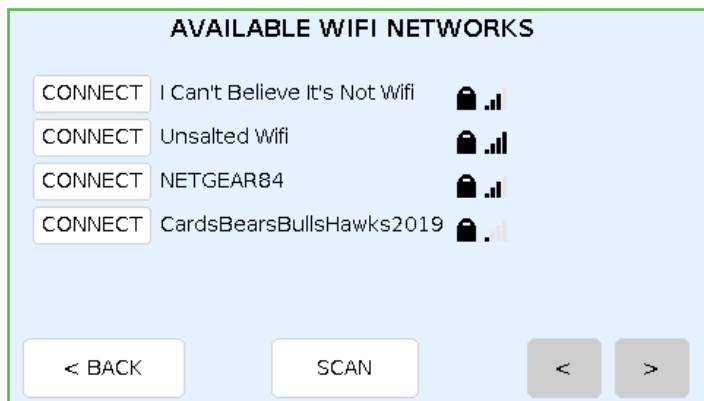 AVAILABLE WIFI NETWORKS
CONNECT I Can't Believe It's Not Wifi
CONNECT Unsalted Wifi
CONNECT NETGEAR84
CONNECT CardsBearsBullsHawks2019
< BACK SCAN < >